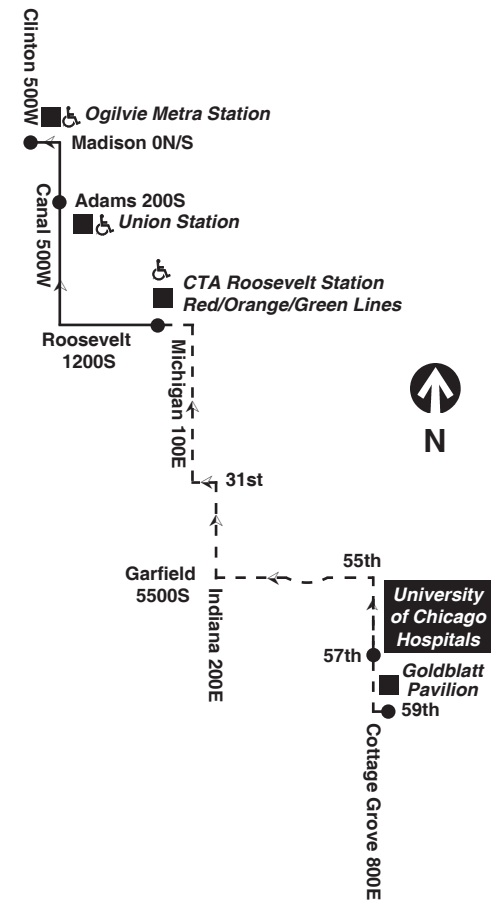 Clinton 500W
Ogilvie Metra Station
Madison 0N/S
Canal 500W
Adams 200S
Union Station
CTA Roosevelt Station
Red/Orange/Green Lines
Roosevelt
1200S
Michigan 100E
N
31st
Garfield
5500S
Indiana 200E
55th
University
of Chicago
Hospitals
57th
Goldblatt
Pavilion
59th
Cottage Grove 800E